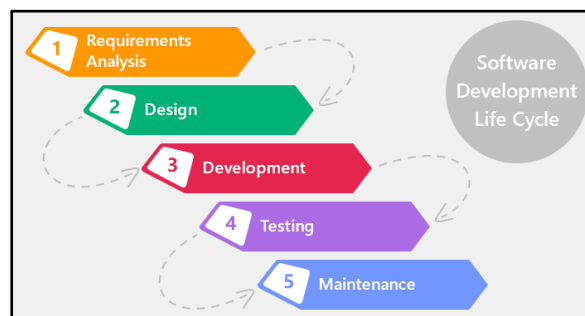 1
Requirements
Analysis
2
Design
3
Development
4
Testing
5
Maintenance
Software
Development
Life Cycle